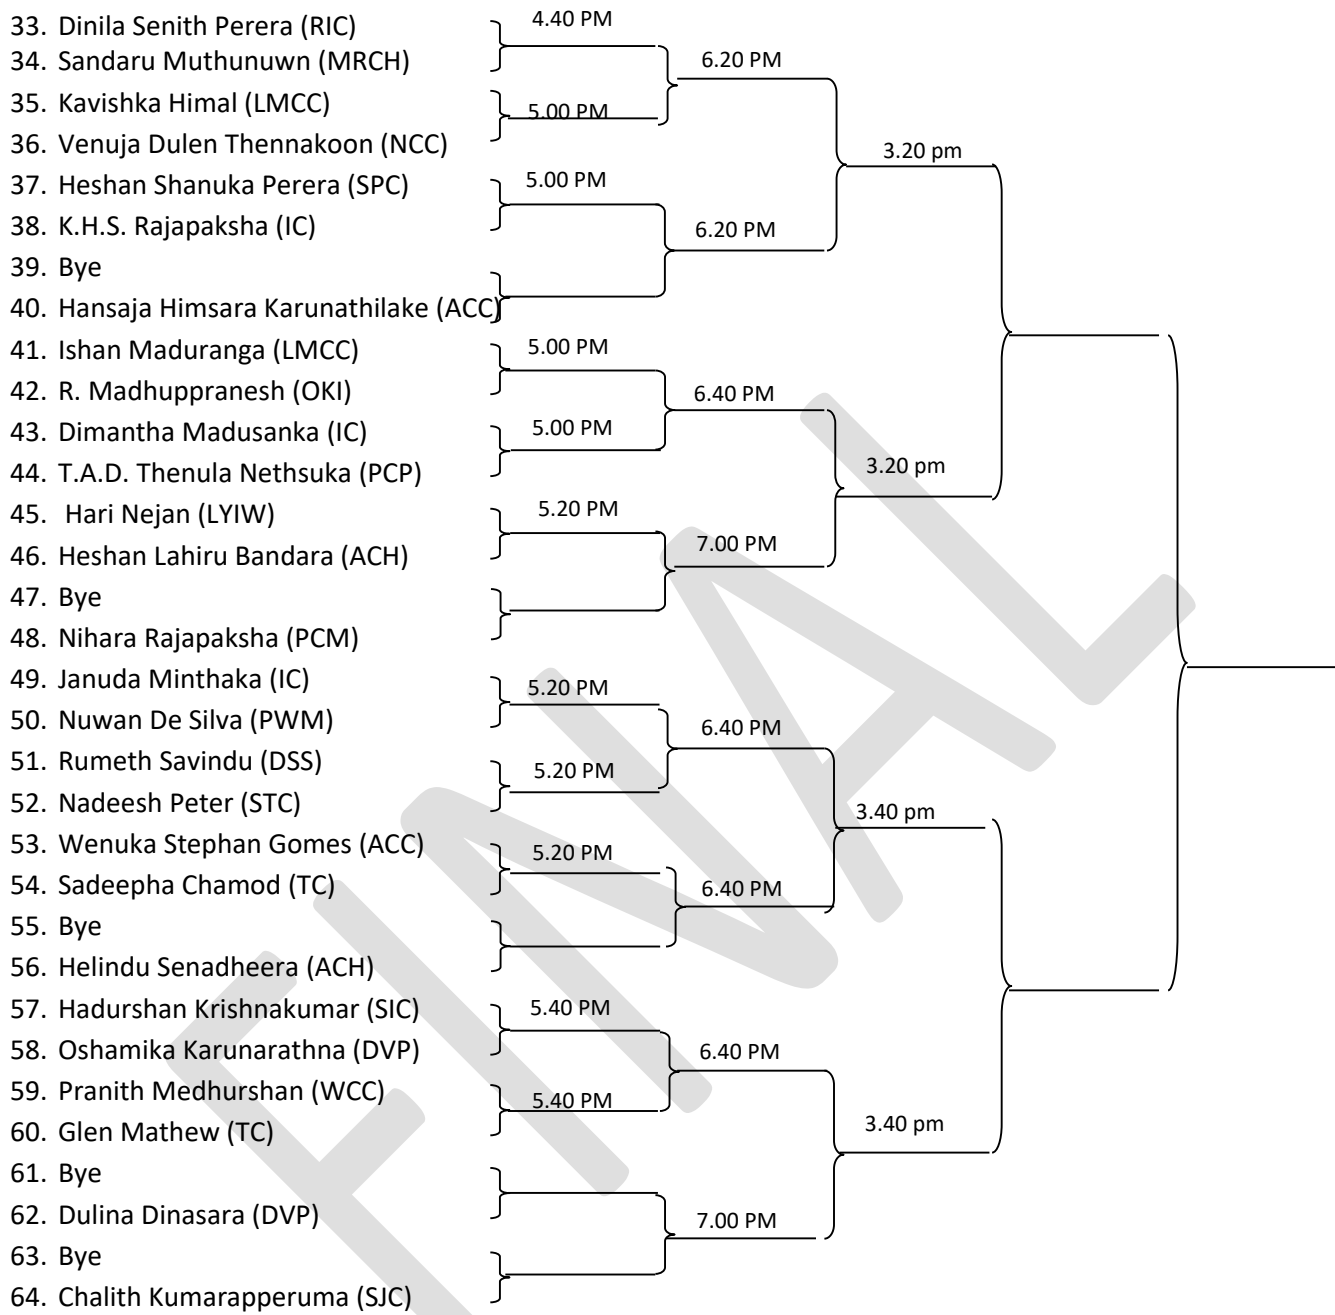 33. Dinila Senith Perera (RIC)
4.40 PM
34. Sandaru Muthunuwn (MRCH)
6.20 PM
35. Kavishka Himal (LMCC)
5.00 PM
36. Venuja Dulen Thennakoon (NCC)
3.20 pm
37. Heshan Shanuka Perera (SPC)
5.00 PM
38. K.H.S. Rajapaksha (IC)
6.20 PM
39. Bye
40. Hansaja Himsara Karunathilake (ACC)
41. Ishan Maduranga (LMCC)
5.00 PM
42. R. Madhuppranesh (OKI)
6.40 PM
43. Dimantha Madusanka (IC)
5.00 PM
44. T.A.D. Thenula Nethsuka (PCP)
3.20 pm
45. Hari Nejan (LYIW)
5.20 PM
46. Heshan Lahiru Bandara (ACH)
7.00 PM
47. Bye
48. Nihara Rajapaksha (PCM)
49. Januda Minthaka (IC)
5.20 PM
50. Nuwan De Silva (PWM)
6.40 PM
51. Rumeth Savindu (DSS)
5.20 PM
52. Nadeesh Peter (STC)
3.40 pm
53. Wenuka Stephan Gomes (ACC)
5.20 PM
54. Sadeepha Chamod (TC)
6.40 PM
55. Bye
56. Helindu Senadheera (ACH)
57. Hadurshan Krishnakumar (SIC)
5.40 PM
58. Oshamika Karunarathna (DVP)
6.40 PM
59. Pranith Medhurshan (WCC)
5.40 PM
60. Glen Mathew (TC)
3.40 pm
61. Bye
62. Dulina Dinasara (DVP)
7.00 PM
63. Bye
64. Chalith Kumarapperuma (SJC)
FINAL